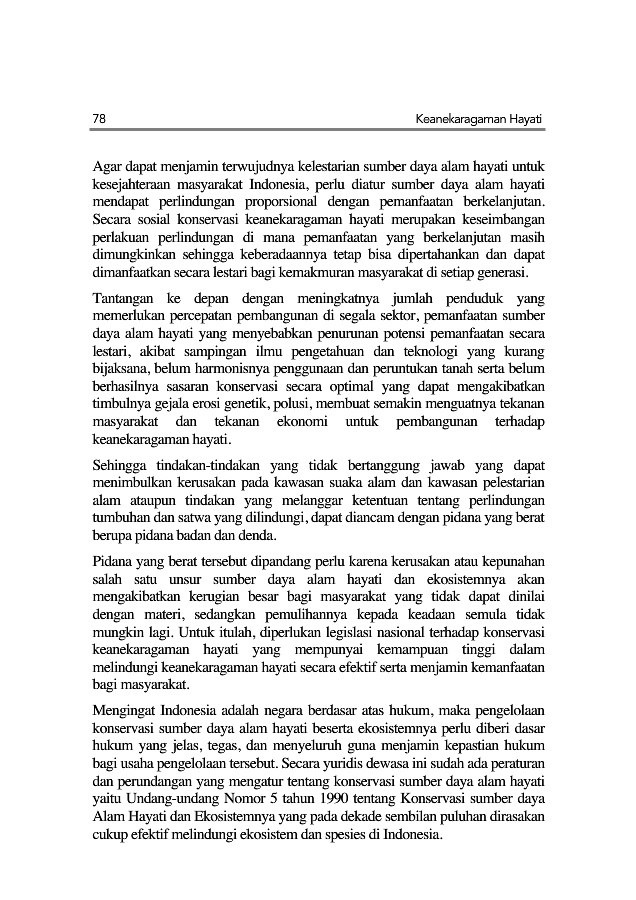 78 Keanekaragaman Hayati
Agar dapat menjamin terwujudnya kelestarian sumber daya alam hayati untuk
kesejahteraan masyarakat Indonesia, perlu diatur sumber daya alam hayati
mendapat perlindungan proporsional dengan pemanfaatan berkelanjutan.
Secara sosial konservasi keanekaragaman hayati merupakan keseimbangan
perlakuan perlindungan di mana pemanfaatan yang berkelanjutan masih
dimungkinkan sehingga keberadaannya tetap bisa dipertahankan dan dapat
dimanfaatkan secara lestari bagi kemakmuran masyarakat di setiap generasi.
Tantangan ke depan dengan meningkatnya jumlah penduduk yang
memerlukan percepatan pembangunan di segala sektor, pemanfaatan sumber
daya alam hayati yang menyebabkan penurunan potensi pemanfaatan secara
lestari, akibat sampingan ilmu pengetahuan dan teknologi yang kurang
bijaksana, belum harmonisnya penggunaan dan peruntukan tanah serta belum
berhasilnya sasaran konservasi secara optimal yang dapat mengakibatkan
timbulnya gejala erosi genetik, polusi, membuat semakin menguatnya tekanan
masyarakat dan tekanan ekonomi untuk pembangunan terhadap
keanekaragaman hayati.
Sehingga tindakan-tindakan yang tidak bertanggung jawab yang dapat
menimbulkan kerusakan pada kawasan suaka alam dan kawasan pelestarian
alam ataupun tindakan yang melanggar ketentuan tentang perlindungan
tumbuhan dan satwa yang dilindungi, dapat diancam dengan pidana yang berat
berupa pidana badan dan denda.
Pidana yang berat tersebut dipandang perlu karena kerusakan atau kepunahan
salah satu unsur sumber daya alam hayati dan ekosistemnya akan
mengakibatkan kerugian besar bagi masyarakat yang tidak dapat dinilai
dengan materi, sedangkan pemulihannya kepada keadaan semula tidak
mungkin lagi. Untuk itulah, diperlukan legislasi nasional terhadap konservasi
keanekaragaman hayati yang mempunyai kemampuan tinggi dalam
melindungi keanekaragaman hayati secara efektif serta menjamin kemanfaatan
bagi masyarakat.
Mengingat Indonesia adalah negara berdasar atas hukum, maka pengelolaan
konservasi sumber daya alam hayati beserta ekosistemnya perlu diberi dasar
hukum yang jelas, tegas, dan menyeluruh guna menjamin kepastian hukum
bagi usaha pengelolaan tersebut. Secara yuridis dewasa ini sudah ada peraturan
dan perundangan yang mengatur tentang konservasi sumber daya alam hayati
yaitu Undang-undang Nomor 5 tahun 1990 tentang Konservasi sumber daya
Alam Hayati dan Ekosistemnya yang pada dekade sembilan puluhan dirasakan
cukup efektif melindungi ekosistem dan spesies di Indonesia.